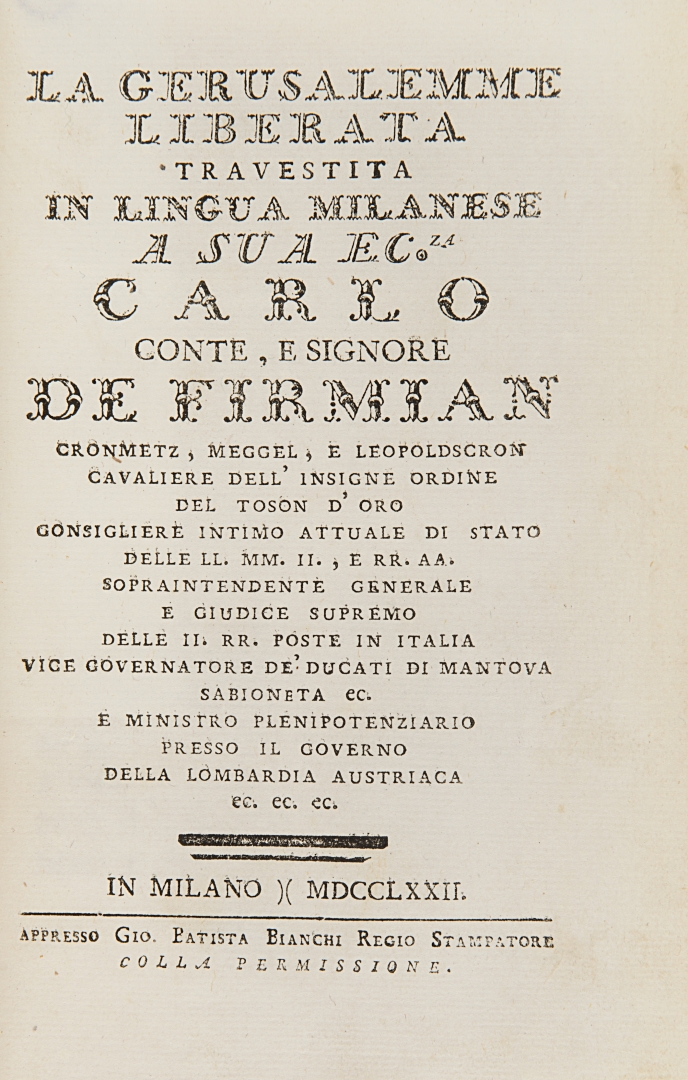 LA GERUSALEMME
LIBERATA
TRAVESTITA
IN LINGUA MILANESE
A SUA EC.ZA
CARLO
CONTE , E SIGNORE
DE FIRMIAN
CRONMETZ , MEGGEL , E LEOPOLDSCRON
CAVALIERE DELL' INSIGNE ORDINE
DEL TOSON D' ORO
CONSIGLIERE INTIMO ATTUALE DI STATO
DELLE LL. MM. II. , E RR. AA.
SOPRAINTENDENTE GENERALE
E GIUDICE SUPREMO
DELLE II. RR. POSTE IN ITALIA
VICE GOVERNATORE DE' DUCATI DI MANTOVA
SABIONETA ec.
E MINISTRO PLENIPOTENZIARIO
PRESSO IL GOVERNO
DELLA LOMBARDIA AUSTRIACA
ec. ec. ec.
IN MILANO )( MDCCLXXII.
APPRESSO GIO. BATISTA BIANCHI REGIO STAMPATORE
COLLA PERMISSIONE.